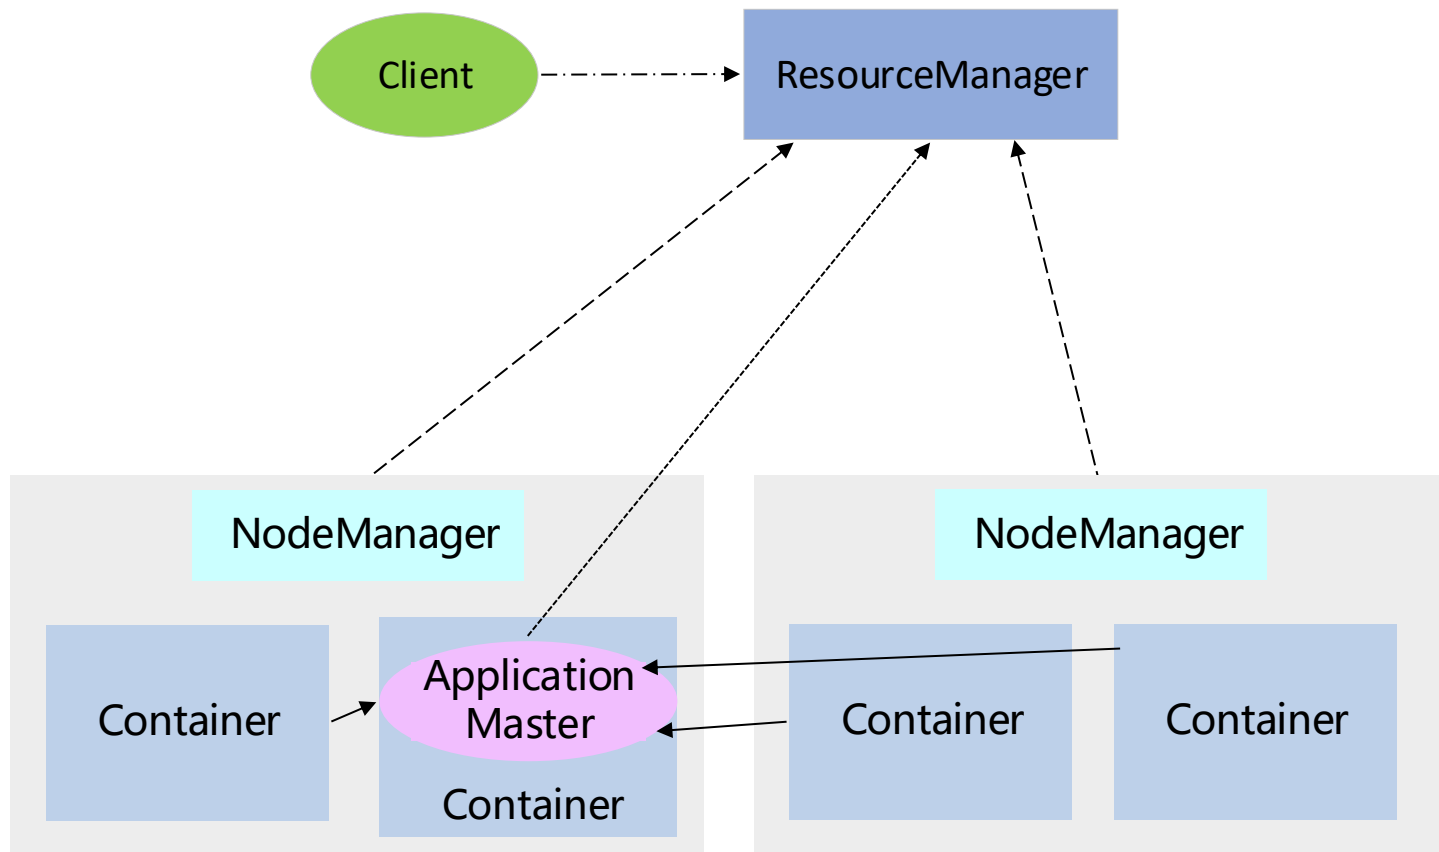 Client
ResourceManager
NodeManager
NodeManager
Container
Application
Master
Container
Container
Container